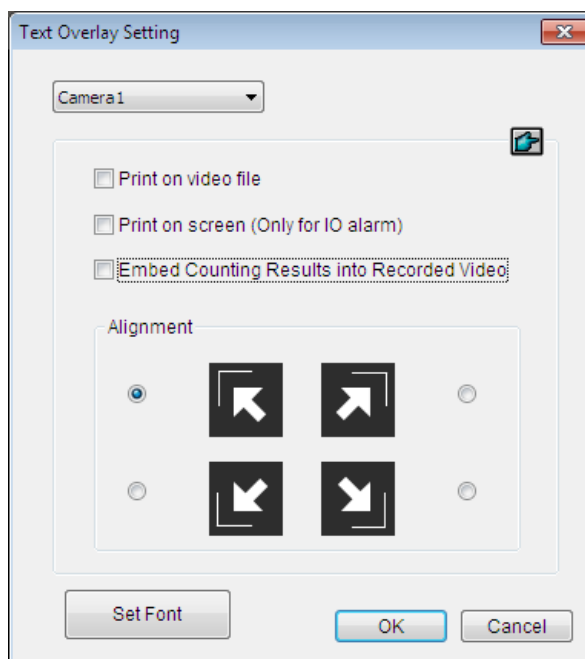 Text Overlay Setting
Camera1
Print on video file
Print on screen (Only for IO alarm)
Embed Counting Results into Recorded Video
Alignment
Set Font
OK
Cancel